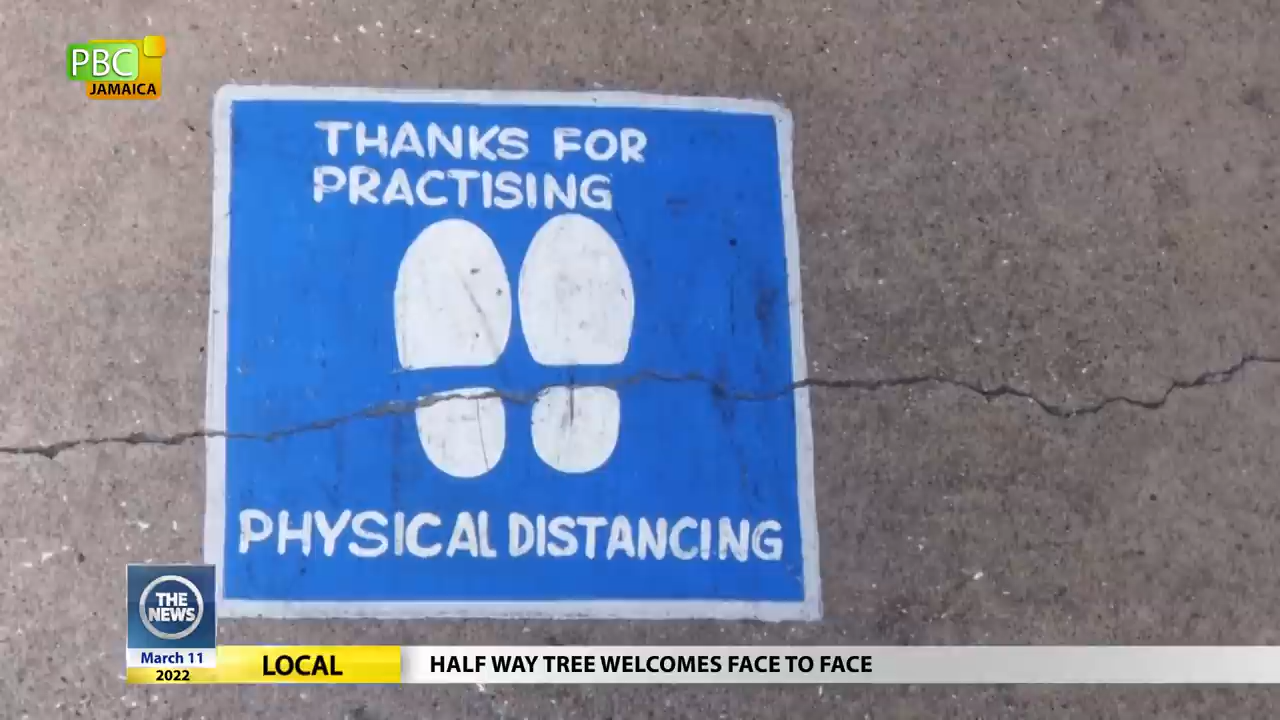 PBC
JAMAICA
THANKS FOR
PRACTISING
PHYSICAL DISTANCING
THE
NEWS
March 11
2022
LOCAL
HALF WAY TREE WELCOMES FACE TO FACE